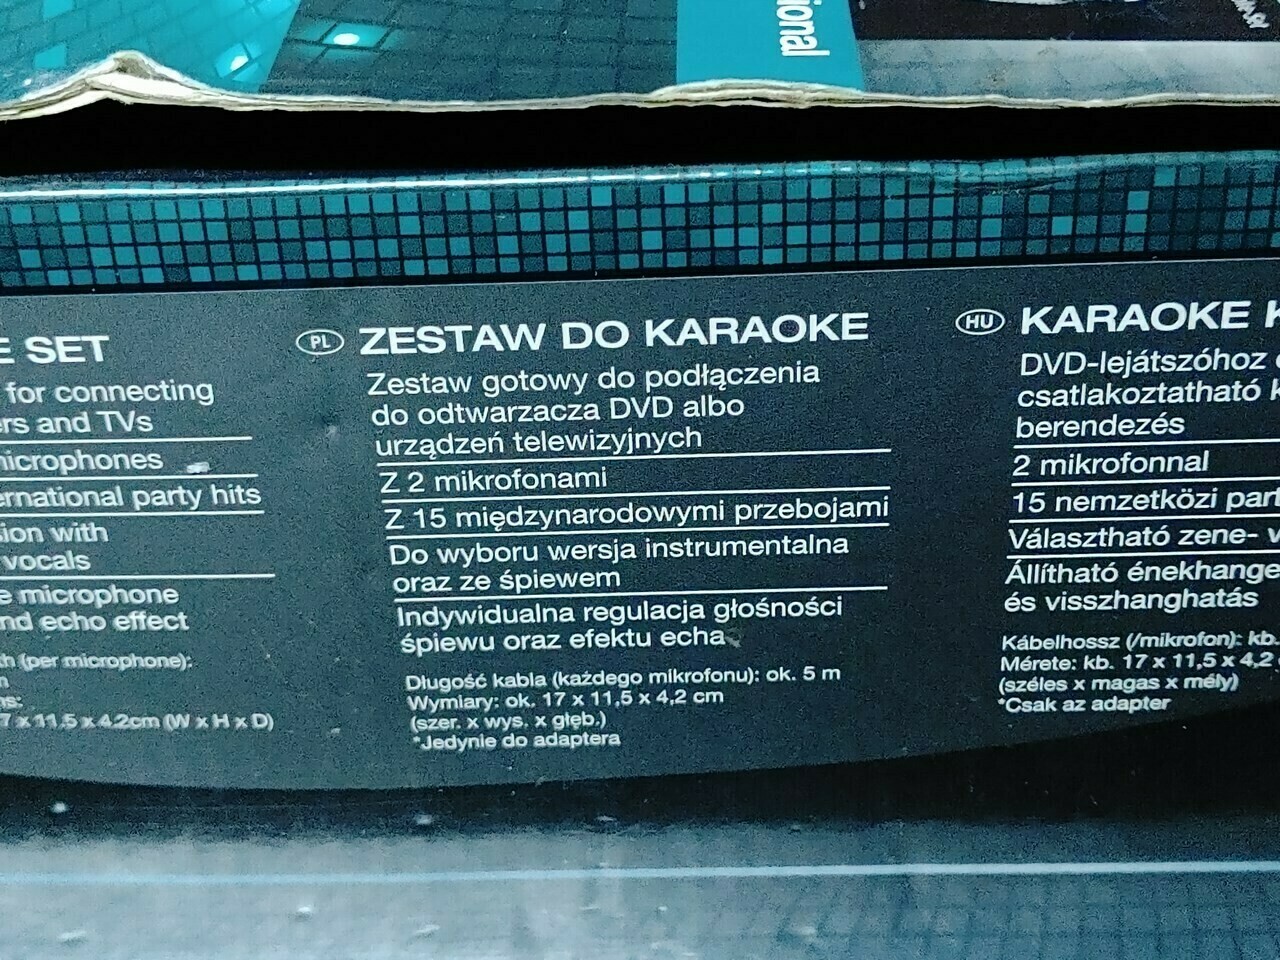 ional
E SET
for connecting
ers and TVs
microphones
ernational party hits
sion with
vocals
e microphone
nd echo effect
th (per microphone):
ns:
7 x 11.5 x 4.2cm (W x H x D)
PL ZESTAW DO KARAOKE
Zestaw gotowy do podłączenia
do odtwarzacza DVD albo
urządzeń telewizyjnych
Z 2 mikrofonami
Z 15 międzynarodowymi przebojami
Do wyboru wersja instrumentalna
oraz ze śpiewem
Indywidualna regulacja głośności
śpiewu oraz efektu echa
Długość kabla (każdego mikrofonu): ok. 5 m
Wymiary: ok. 17 x 11,5 x 4,2 cm
(szer. x wys. x głęb.)
*Jedynie do adaptera
HU KARAOKE K
DVD-lejátszóhoz
csatlakoztatható k
berendezés
2 mikrofonnal
15 nemzetközi part
Választható zene- v
Állítható énekhange
és visszhanghatás
Kábelhossz (/mikrofon): kb.
Mérete: kb. 17 x 11,5 x 4,2
(széles x magas x mély)
*Csak az adapter